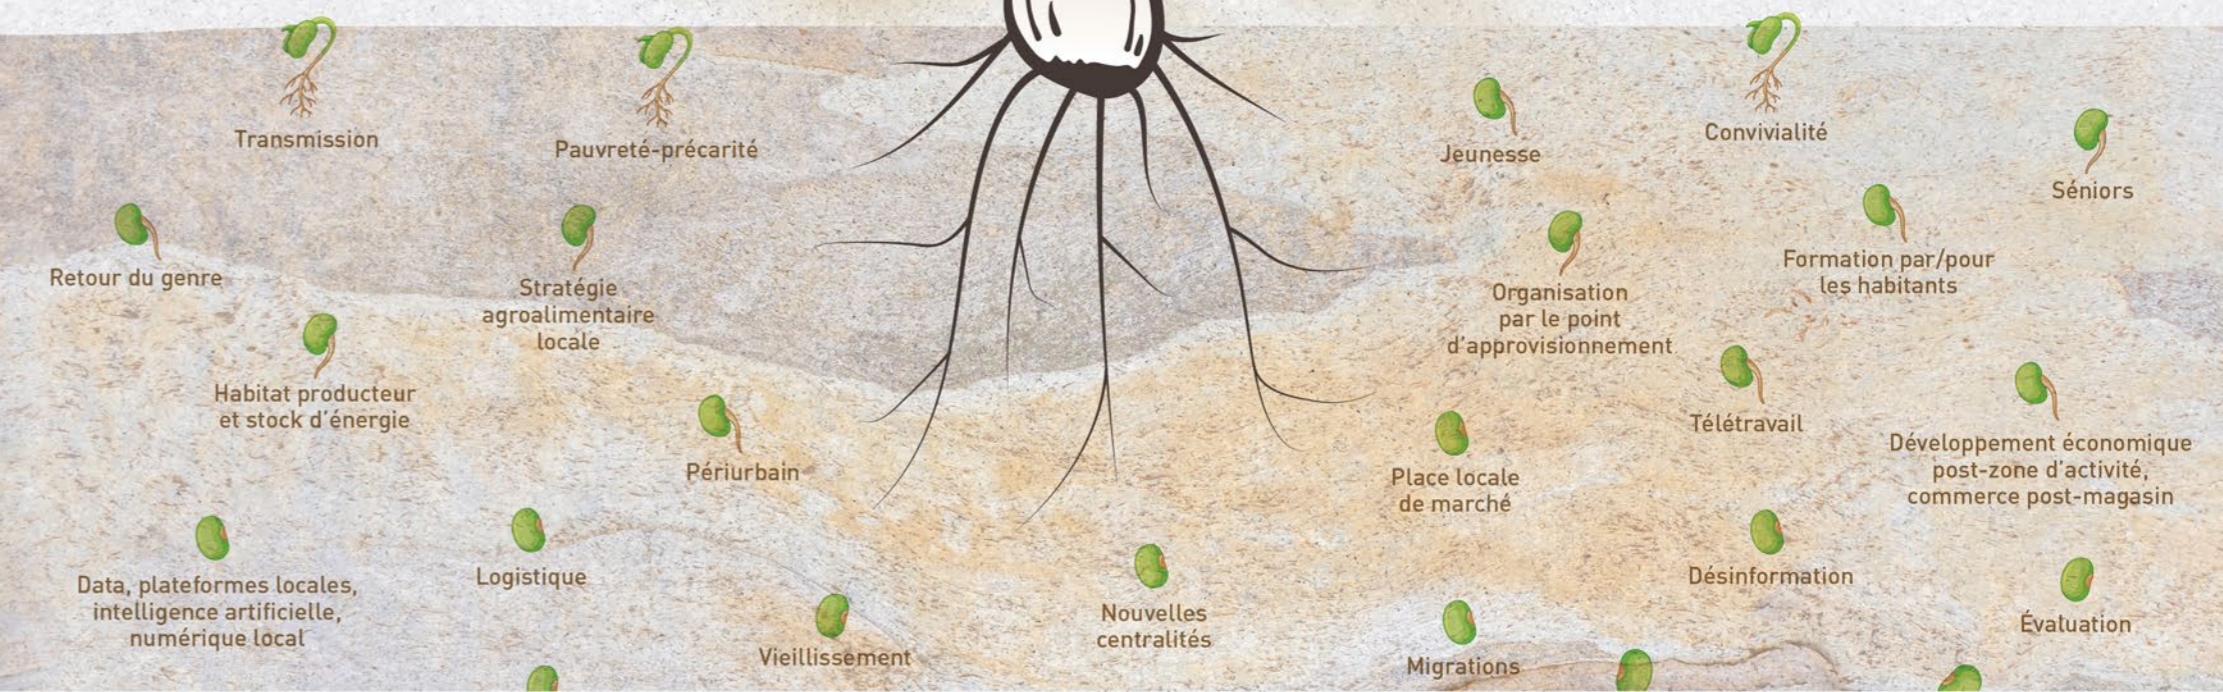 Transmission
Pauvreté-précarité
Jeunesse
Convivialité
Séniors
Retour du genre
Stratégie
agroalimentaire
locale
Organisation
par le point
d'approvisionnement
Formation par/pour
les habitants
Habitat producteur
et stock d'énergie
Périurbain
Place locale
de marché
Télétravail
Développement économique
post-zone d'activité,
commerce post-magasin
Data, plateformes locales,
intelligence artificielle,
numérique local
Logistique
Vieillissement
Nouvelles
centralités
Migrations
Désinformation
Évaluation